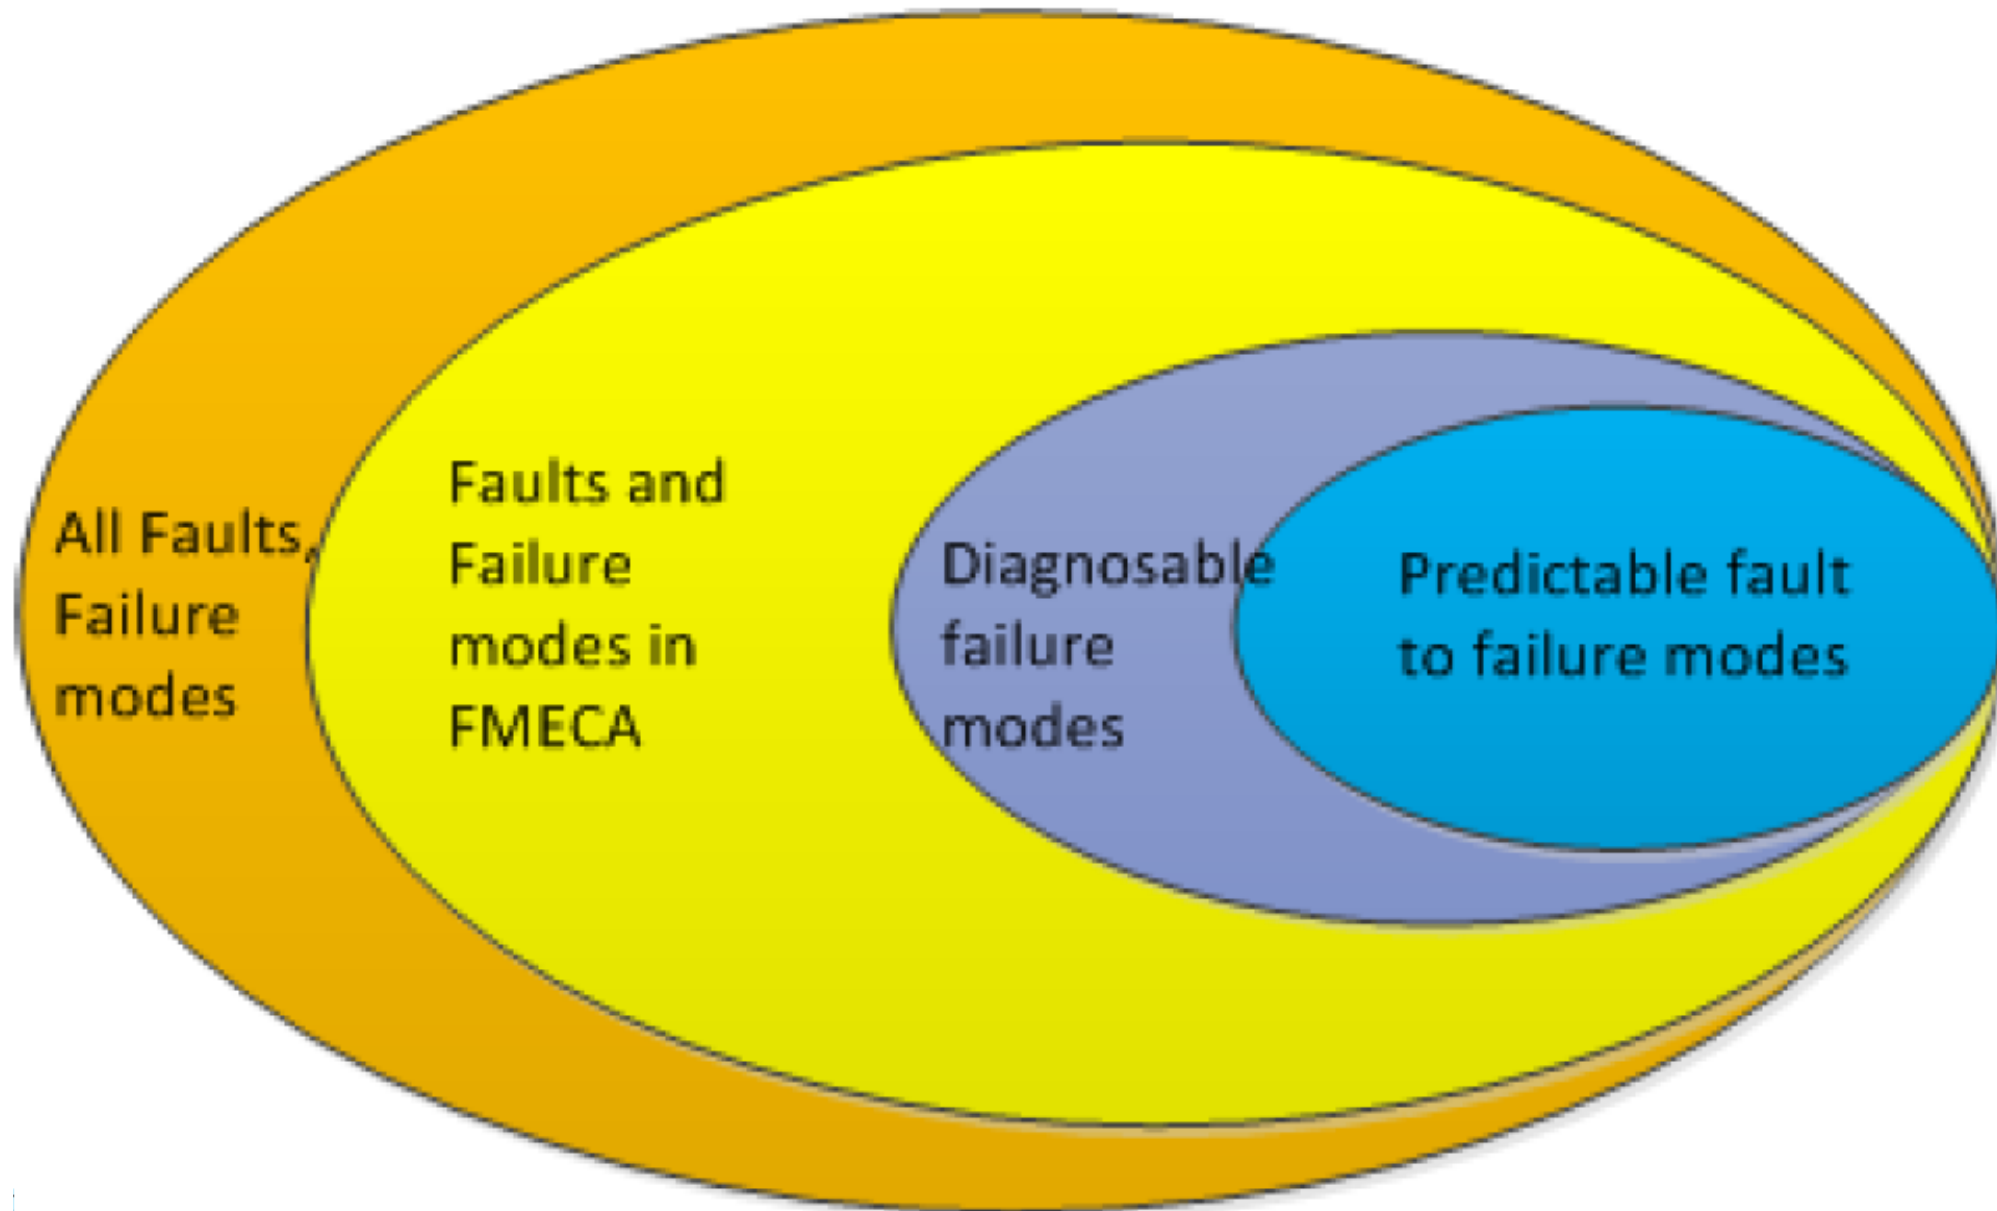 All Faults,
Failure
modes
Faults and
Failure
modes in
FMECA
Diagnosable
failure
modes
Predictable fault
to failure modes